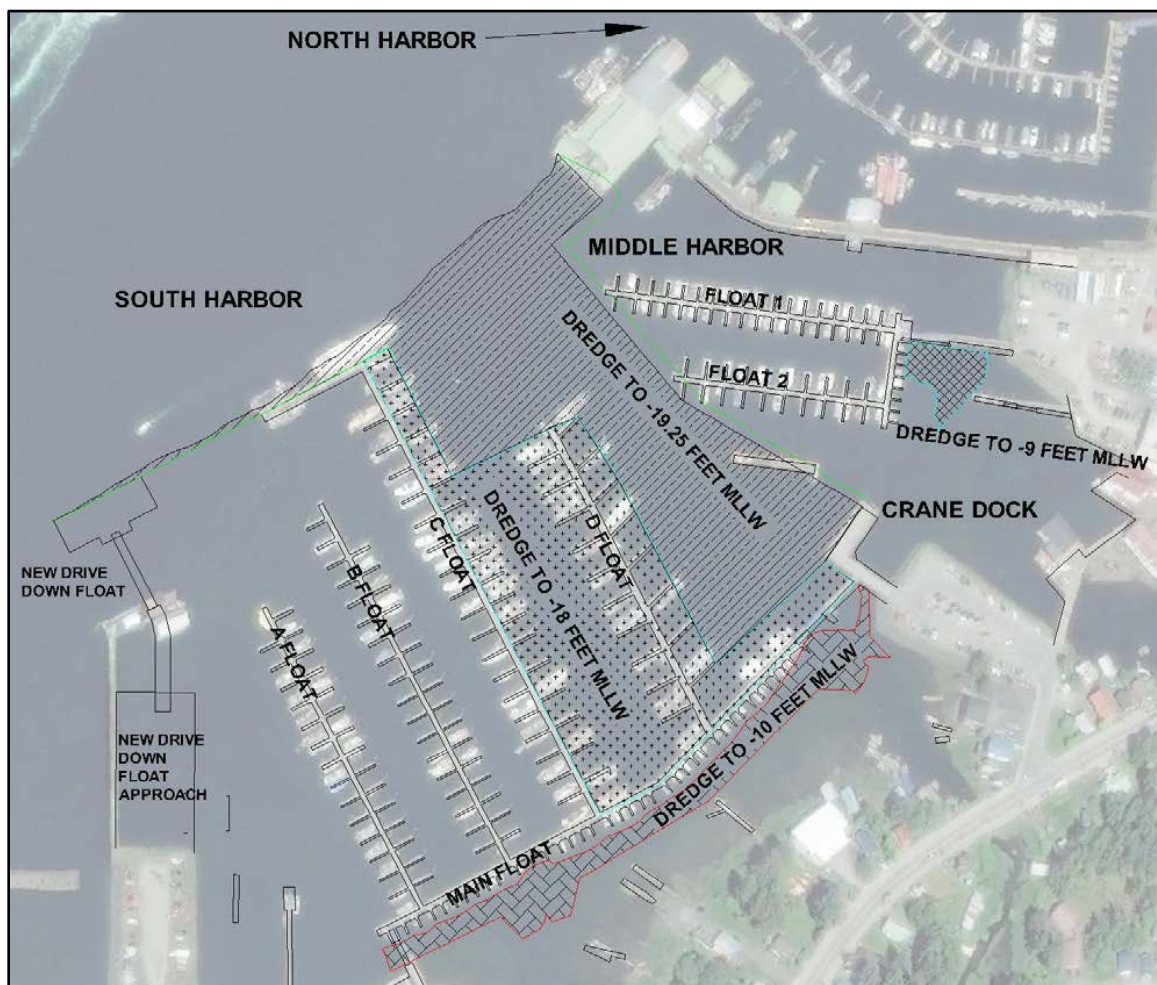 NORTH HARBOR
MIDDLE HARBOR
SOUTH HARBOR
FLOAT 1
FLOAT 2
DREDGE TO -19.25 FEET MLLW
DREDGE TO -9 FEET MLLW
CRANE DOCK
D FLOAT
DREDGE TO -18 FEET MLLW
C FLOAT
B FLOAT
A FLOAT
NEW DRIVE
DOWN FLOAT
NEW DRIVE
DOWN
FLOAT
APPROACH
DREDGE TO -10 FEET MLLW
MAIN FLOAT